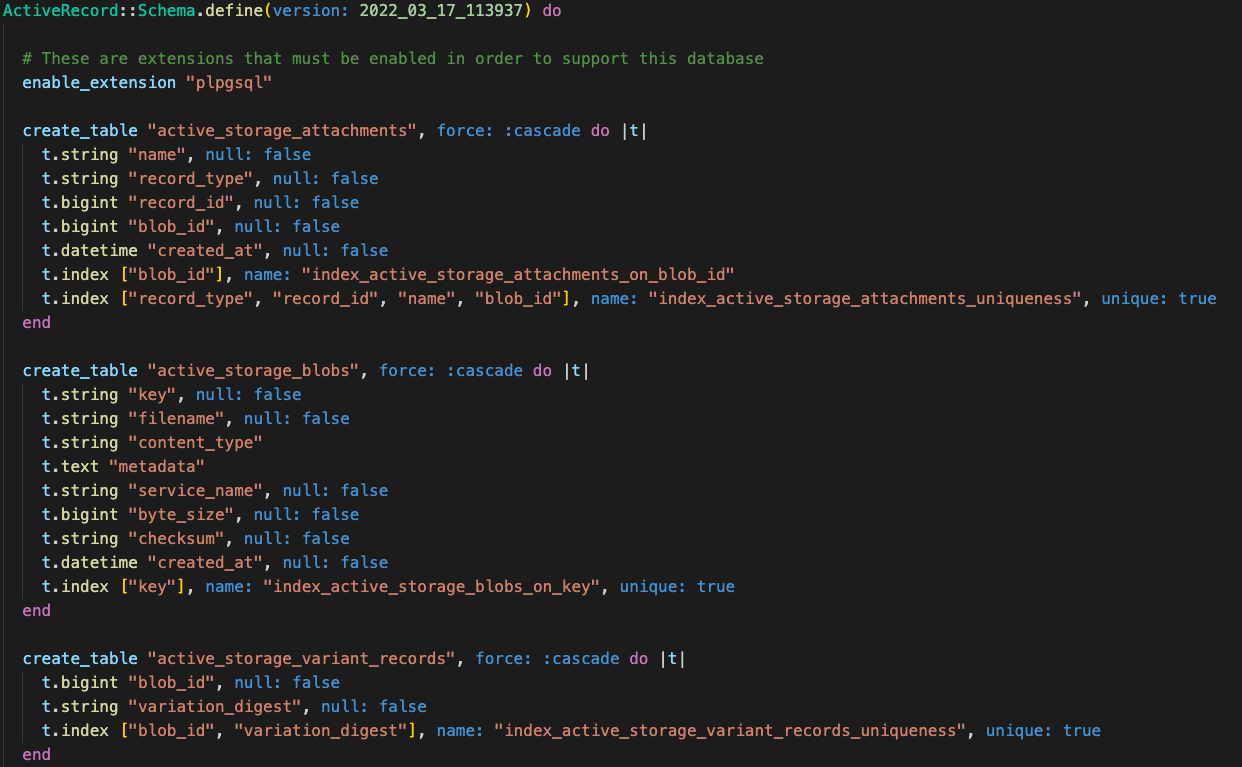 ActiveRecord::Schema.define(version: 2022_03_17_113937) do
# These are extensions that must be enabled in order to support this database
enable_extension "plpgsql"
create_table "active_storage_attachments", force: :cascade do |t|
t.string "name", null: false
t.string "record_type", null: false
t.bigint "record_id", null: false
t.bigint "blob_id", null: false
t.datetime "created_at", null: false
t.index ["blob_id"], name: "index_active_storage_attachments_on_blob_id"
t.index ["record_type", "record_id", "name", "blob_id"], name: "index_active_storage_attachments_uniqueness", unique: true
end
create_table "active_storage_blobs", force: :cascade do |t|
t.string "key", null: false
t.string "filename", null: false
t.string "content_type"
t.text "metadata"
t.string "service_name", null: false
t.bigint "byte_size", null: false
t.string "checksum", null: false
t.datetime "created_at", null: false
t.index ["key"], name: "index_active_storage_blobs_on_key", unique: true
end
create_table "active_storage_variant_records", force: :cascade do |t|
t.bigint "blob_id", null: false
t.string "variation_digest", null: false
t.index ["blob_id", "variation_digest"], name: "index_active_storage_variant_records_uniqueness", unique: true
end